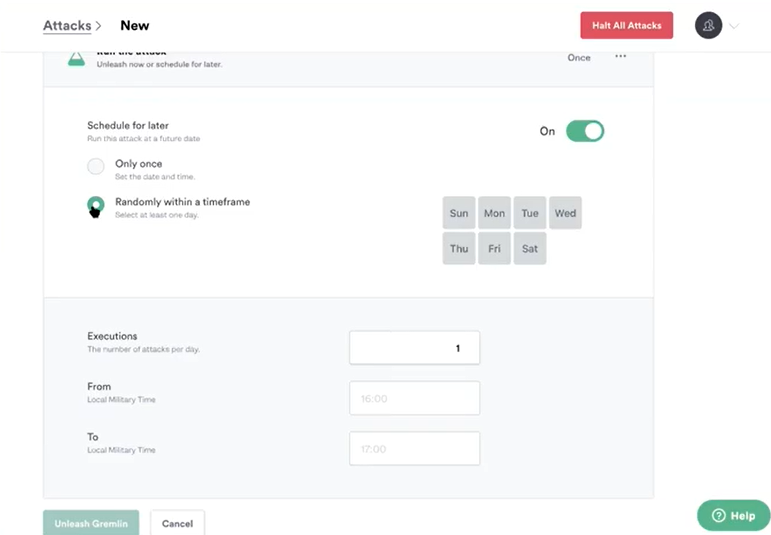 Attacks > New
Halt All Attacks
Run the attack
Unleash now or schedule for later.
Once
Schedule for later
Run this attack at a future date
On
Only once
Set the date and time.
Randomly within a timeframe
Select at least one day.
Sun Mon Tue Wed
Thu Fri Sat
Executions
The number of attacks per day.
1
From
Local Military Time
16:00
To
Local Military Time
17:00
Unleash Gremlin
Cancel
Help